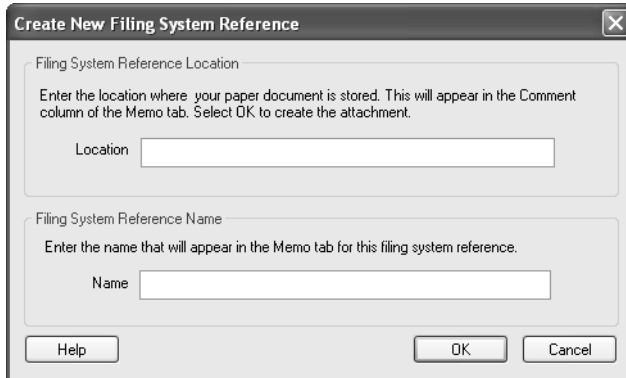 Create New Filing System Reference
Filing System Reference Location
Enter the location where your paper document is stored. This will appear in the Comment
column of the Memo tab. Select OK to create the attachment.
Location
Filing System Reference Name
Enter the name that will appear in the Memo tab for this filing system reference.
Name
Help
OK
Cancel